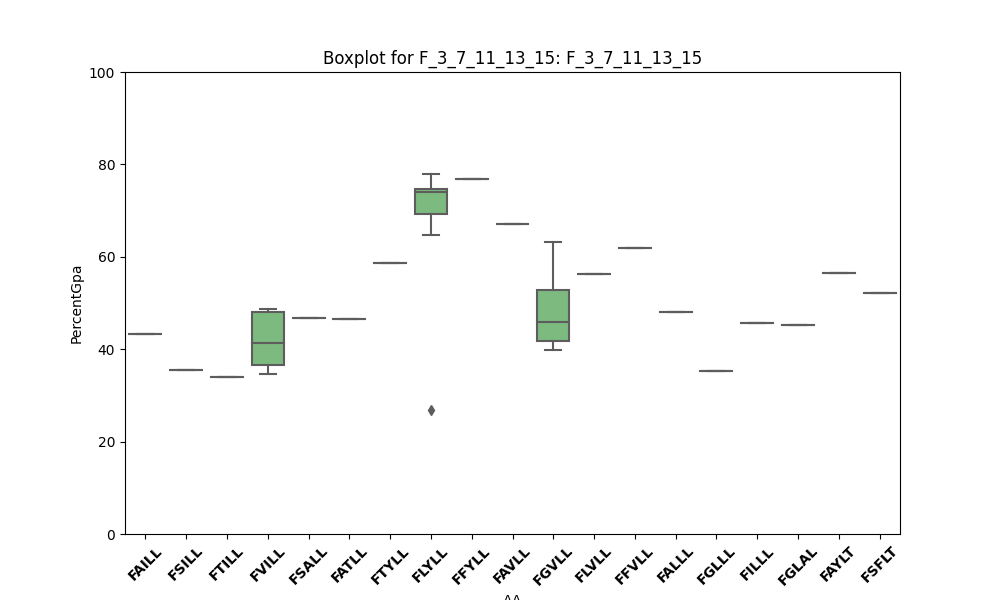 Boxplot for F_3_7_11_13_15: F_3_7_11_13_15
100
80
60
40
20
0
PercentGpa
FAILL
FSILL
FTILL
FVILL
FSALL
FATLL
FTYLL
FLYLL
FFYLL
FAVLL
FGVLL
FLVLL
FFVLL
FALLL
FGLLL
FILLL
FGLAL
FAYLT
FSFLT
AA